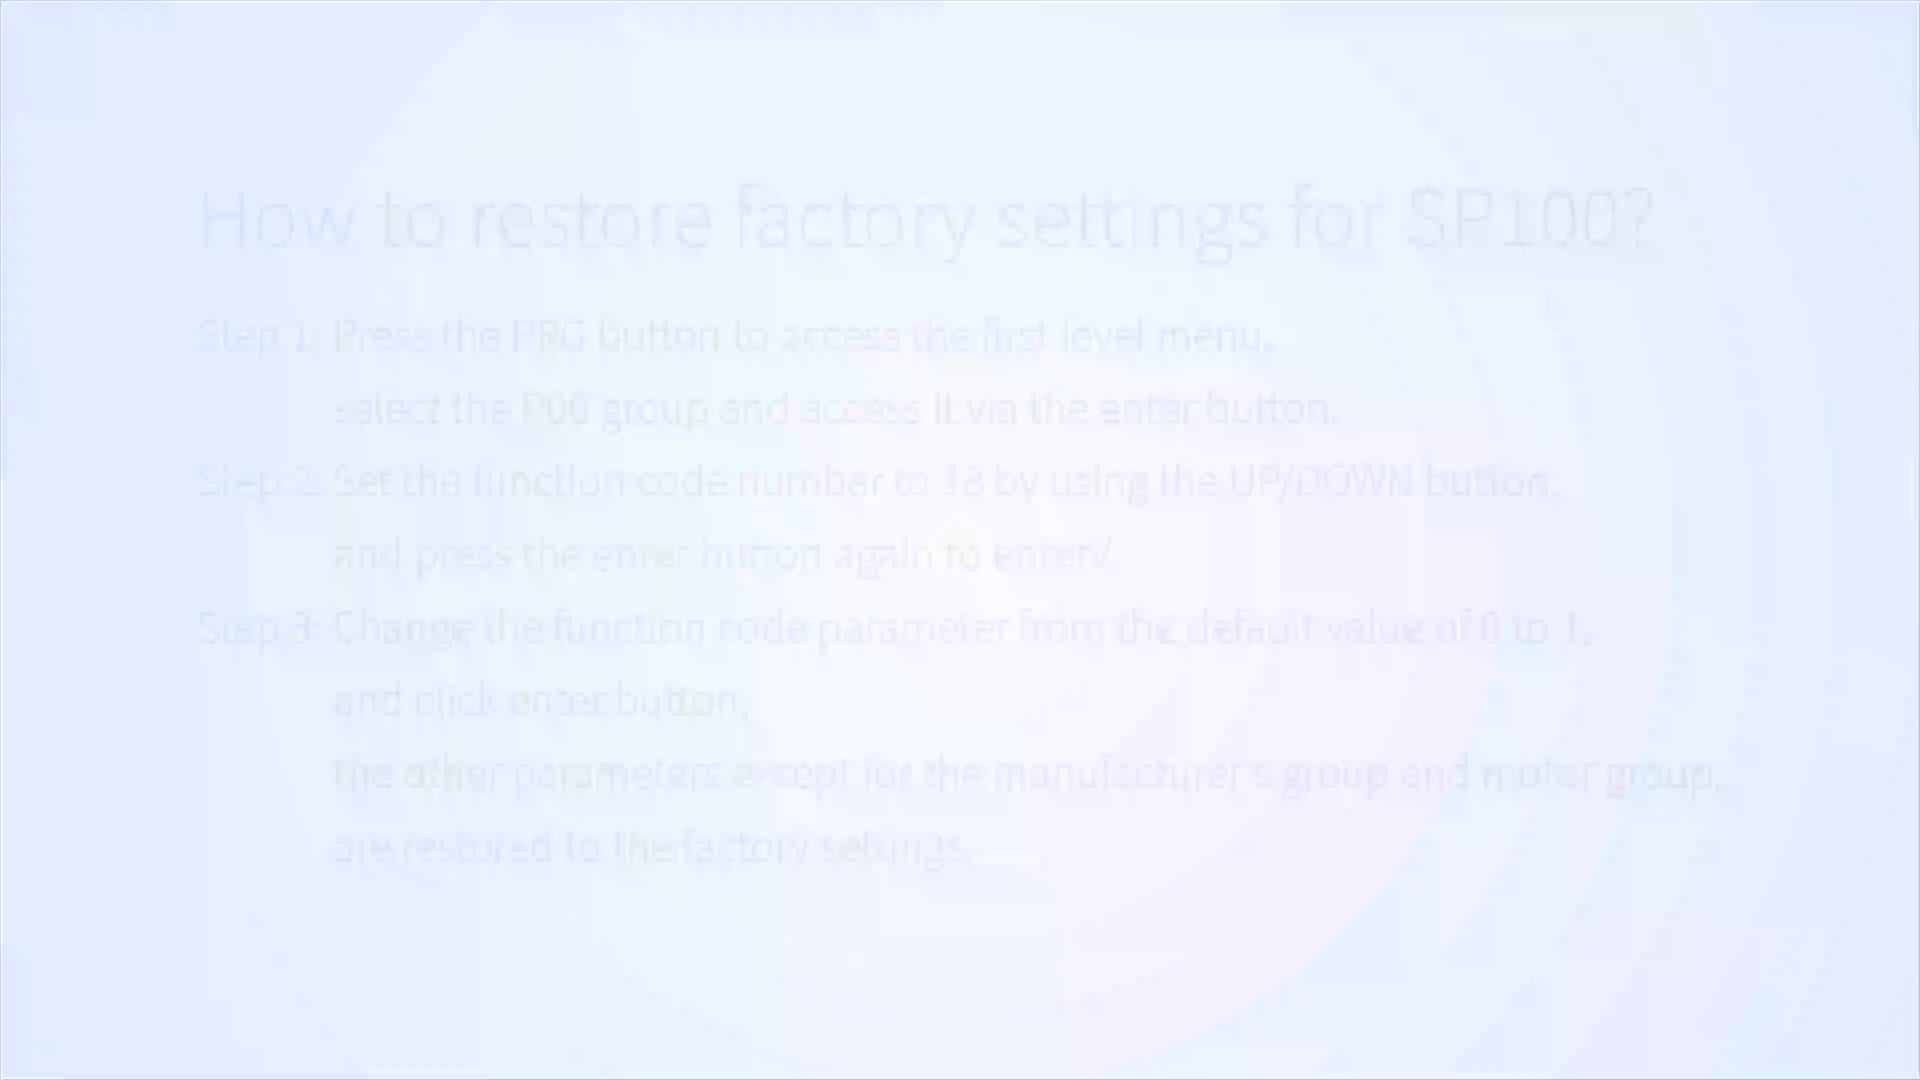 How to restore factory settings for SP100?
Step 1: Press the PRG button to access the first level menu,
select the P00 group and access it via the enter button.
Step 2: Set the function code number to 18 by using the UP/DOWN button,
and press the enter button again to enter.
Step 3: Change the function code parameter from the default value of 0 to 1,
and click enter button,
the other parameters except for the manufacturer's group and motor group,
are restored to the factory settings.